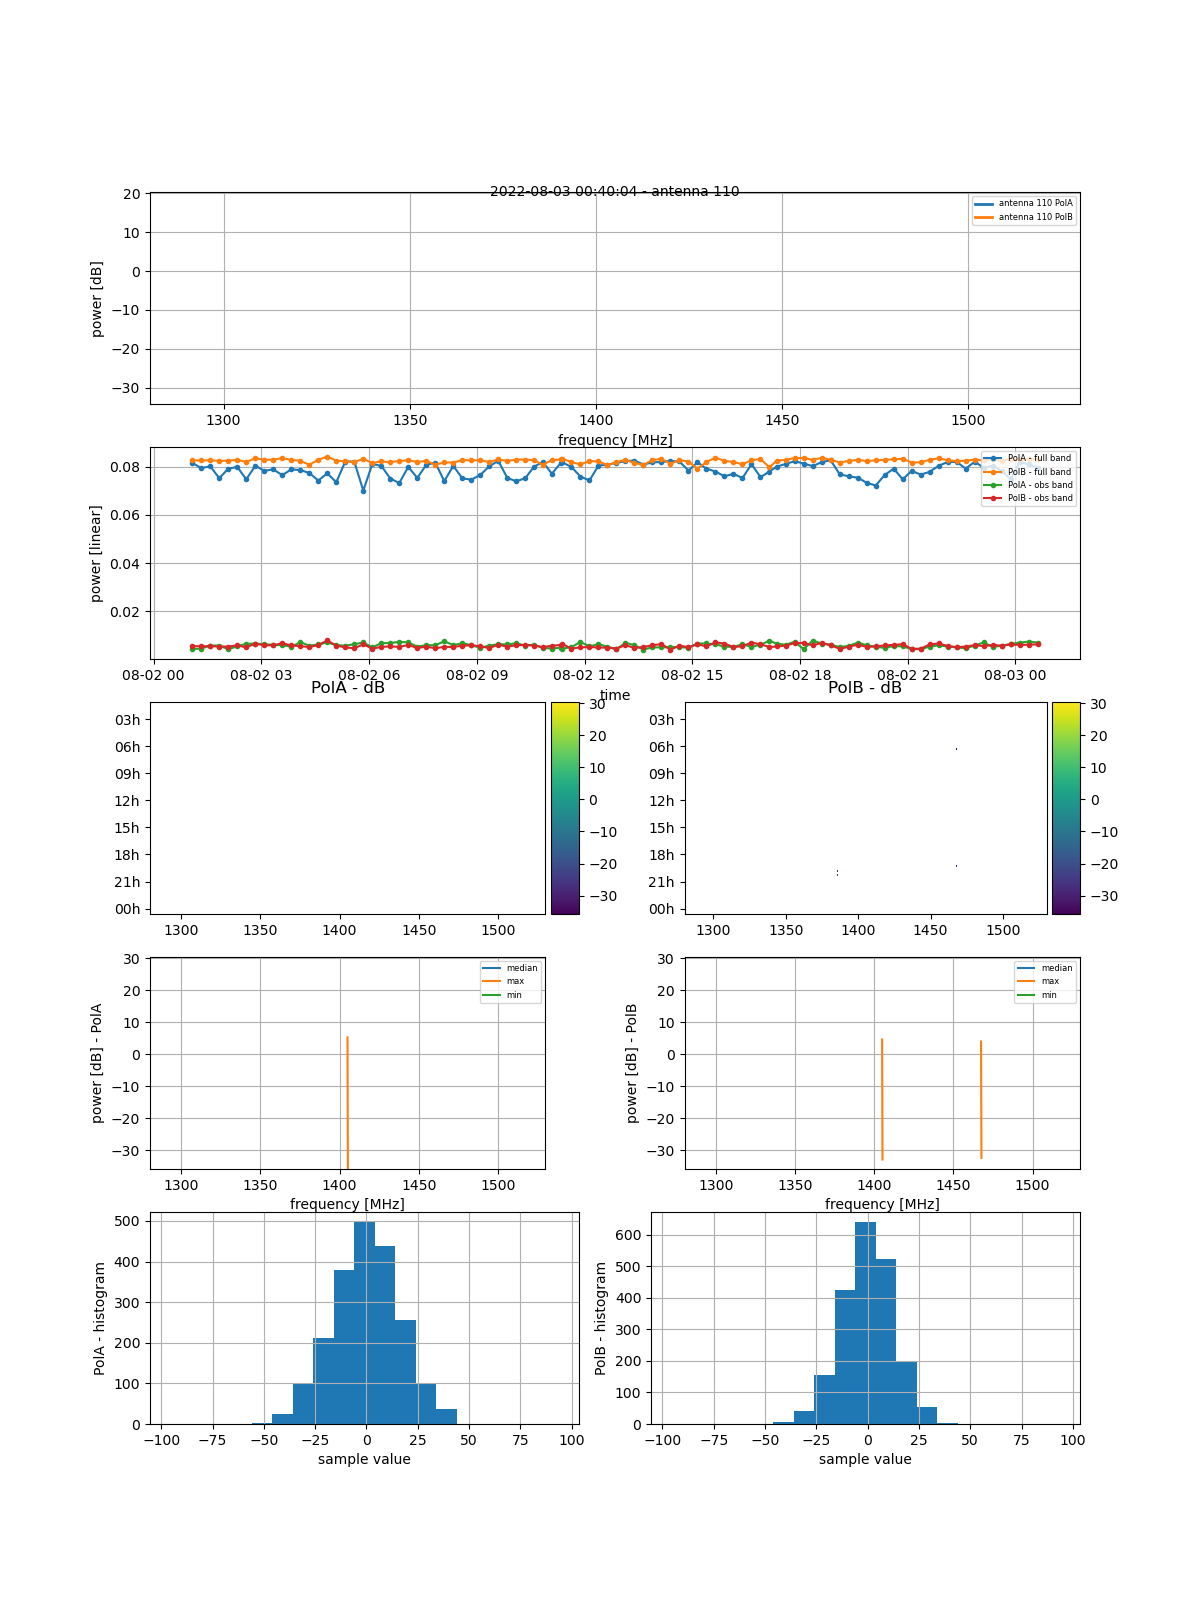 2022-08-03 00:40:04 - antenna 110
20
10
0
−10
−20
−30
power [dB]
antenna 110 PolA
antenna 110 PolB
1300 1350 1400 1450 1500
frequency [MHz]
0.08
0.06
0.04
0.02
power [linear]
PolA - full band
PolB - full band
PolA - obs band
PolB - obs band
08-02 00 08-02 03 08-02 06 08-02 09 08-02 12 08-02 15 08-02 18 08-02 21 08-03 00
time
PolA - dB
03h
06h
09h
12h
15h
18h
21h
00h
1300 1350 1400 1450 1500
30
20
10
0
−10
−20
−30
PolB - dB
03h
06h
09h
12h
15h
18h
21h
00h
1300 1350 1400 1450 1500
30
20
10
0
−10
−20
−30
30
20
10
0
−10
−20
−30
power [dB] - PolA
median
max
min
1300 1350 1400 1450 1500
frequency [MHz]
30
20
10
0
−10
−20
−30
power [dB] - PolB
median
max
min
1300 1350 1400 1450 1500
frequency [MHz]
500
400
300
200
100
0
PolA - histogram
−100 −75 −50 −25 0 25 50 75 100
sample value
600
500
400
300
200
100
0
PolB - histogram
−100 −75 −50 −25 0 25 50 75 100
sample value